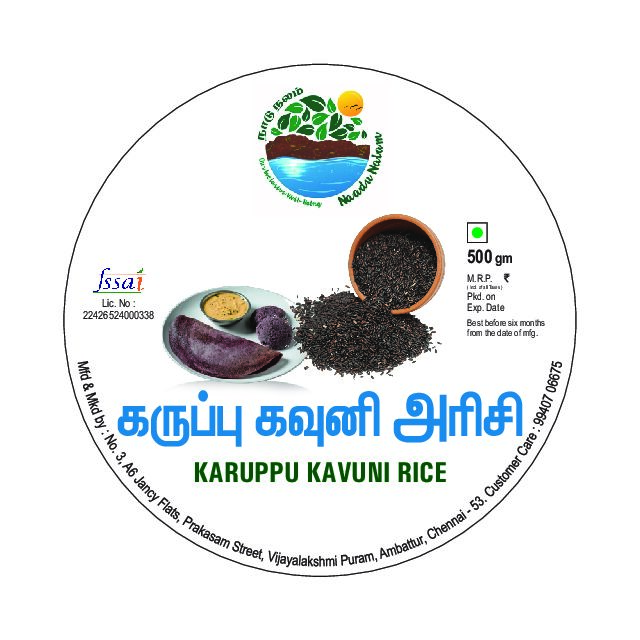 நாடு நலம்
Naadu Nalam
fssai
Lic. No :
22426524000338
500 gm
M.R.P. ₹
( Incl. of all Taxes )
Pkd. on
Exp. Date
Best before six months
from the date of mfg.
கருப்பு கவுனி அரிசி
KARUPPU KAVUNI RICE
Mfd & Mkd by : No. 3, A6 Jancy Flats, Prakasam Street, Vijayalakshmi Puram, Ambattur, Chennai - 53. Customer Care : 99407 06675